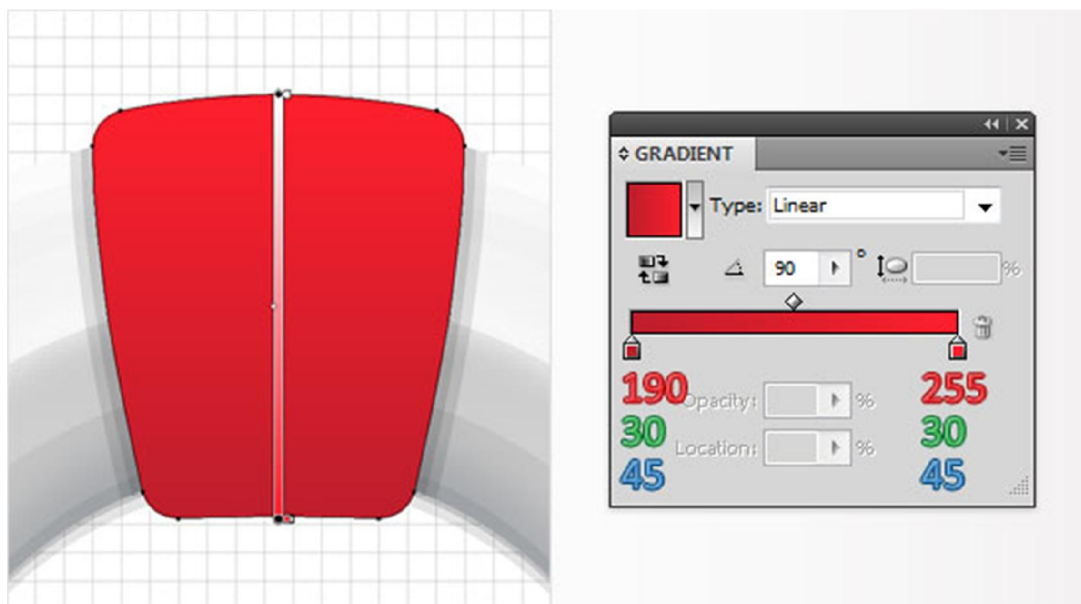 GRADIENT
Type: Linear
90 °
%
190 255
Opacity: %
30 30
Location: %
45 45